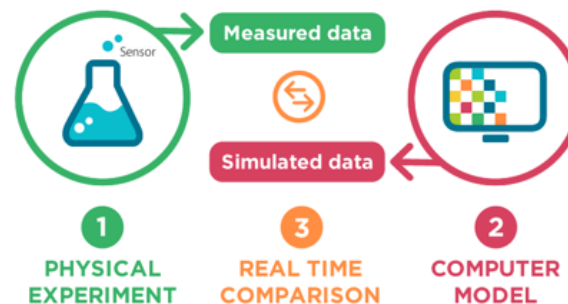 Sensor
Measured data
Simulated data
1
PHYSICAL
EXPERIMENT
3
REAL TIME
COMPARISON
2
COMPUTER
MODEL